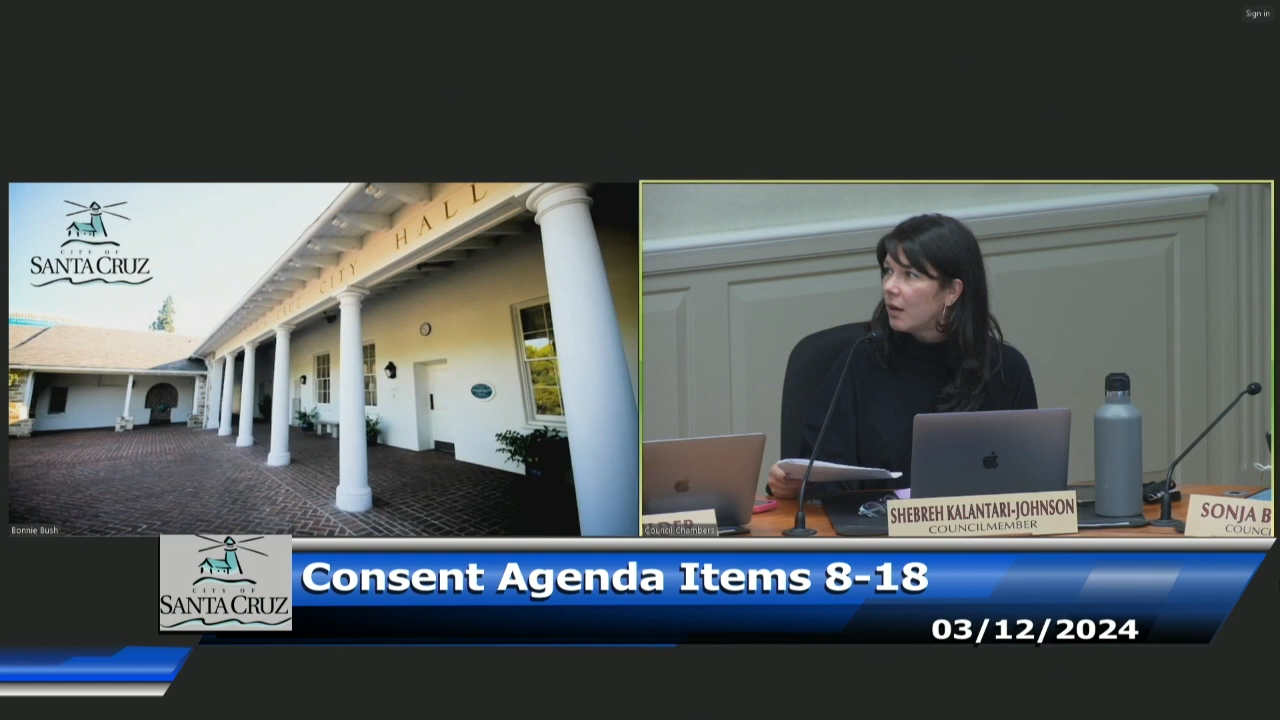 Sign in
CITY OF
SANTA CRUZ
CITY HALL
Bonnie Bush
Council Chambers
SHEBREH KALANTARI-JOHNSON
COUNCILMEMBER
SONJA B
COUNC
CITY OF
SANTA CRUZ
Consent Agenda Items 8-18
03/12/2024